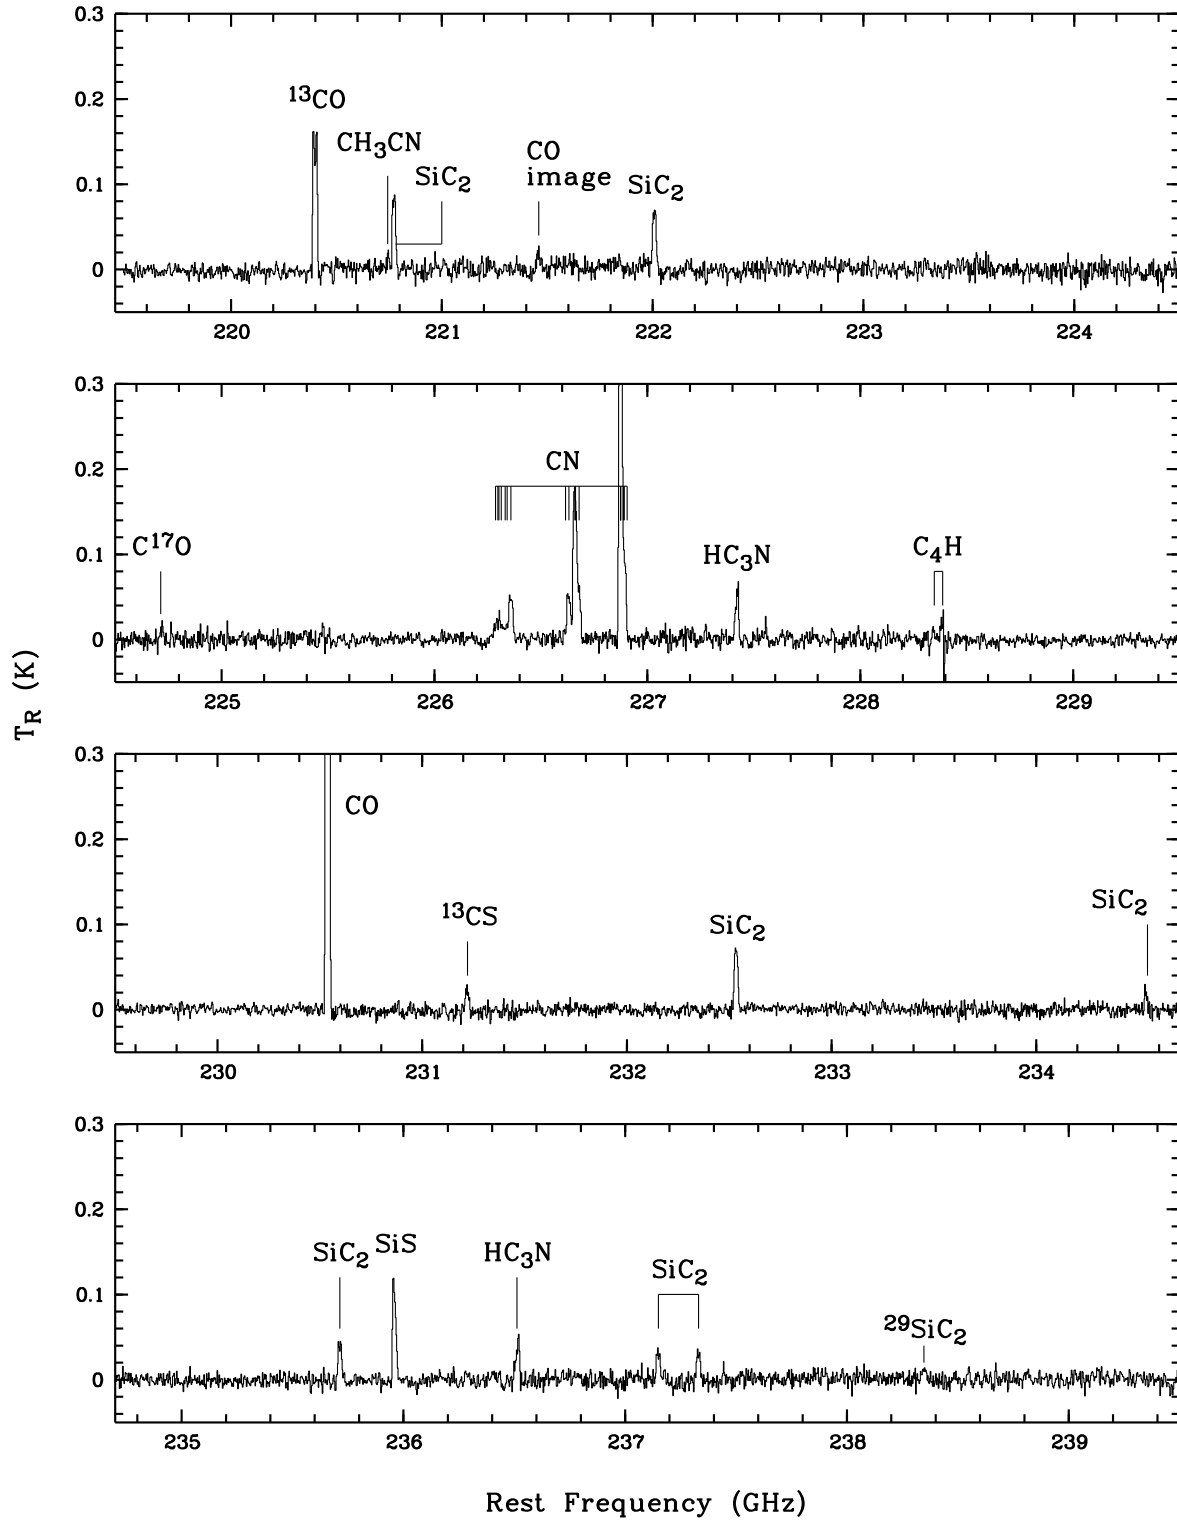 0.3
0.2
0.1
0
¹³CO
CH₃CN
SiC₂
CO
image
SiC₂
220
221
222
223
224
0.3
0.2
0.1
0
C¹⁷O
CN
HC₃N
C₄H
225
226
227
228
229
T_R (K)
0.3
0.2
0.1
0
CO
¹³CS
SiC₂
SiC₂
230
231
232
233
234
0.3
0.2
0.1
0
SiC₂
SiS
HC₃N
SiC₂
²⁹SiC₂
235
236
237
238
239
Rest Frequency (GHz)